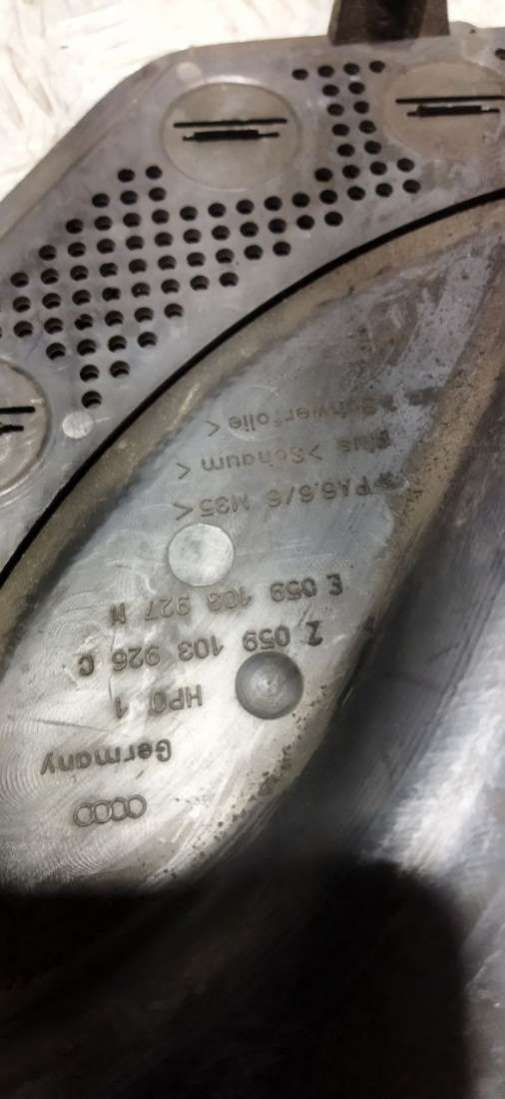 Germany
HPO 1
Z 059 103 926 C
E 059 103 927 N
>PA6.6/6 M35<
plus >Schaum<
>Schwerfolie<